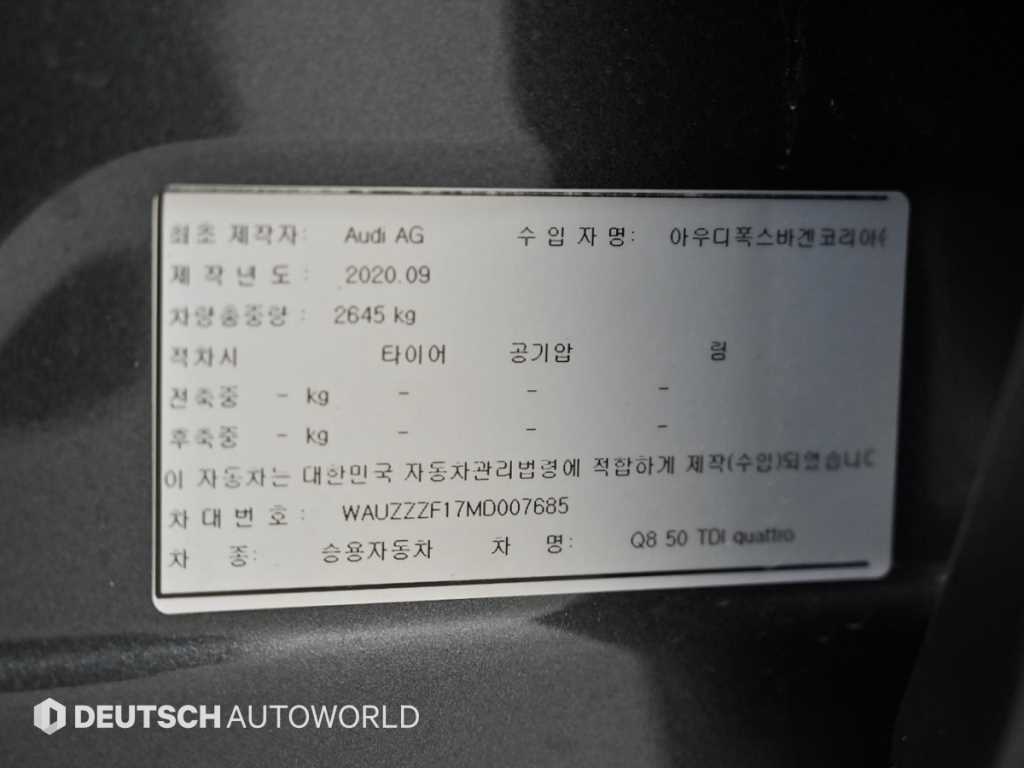 최초 제작자: Audi AG 수 입 자 명: 아우디폭스바겐코리아
제 작 년 도 : 2020.09
차량총중량 : 2645 kg
적차시 타이어 공기압 림
전축중 - kg - - -
후축중 - kg - - -
이 자동차는 대한민국 자동차관리법령에 적합하게 제작(수입)되었습니
차 대 번 호 : WAUZZZF17MD007685
차 종: 승용자동차 차 명: Q8 50 TDI quattro
DEUTSCH AUTOWORLD